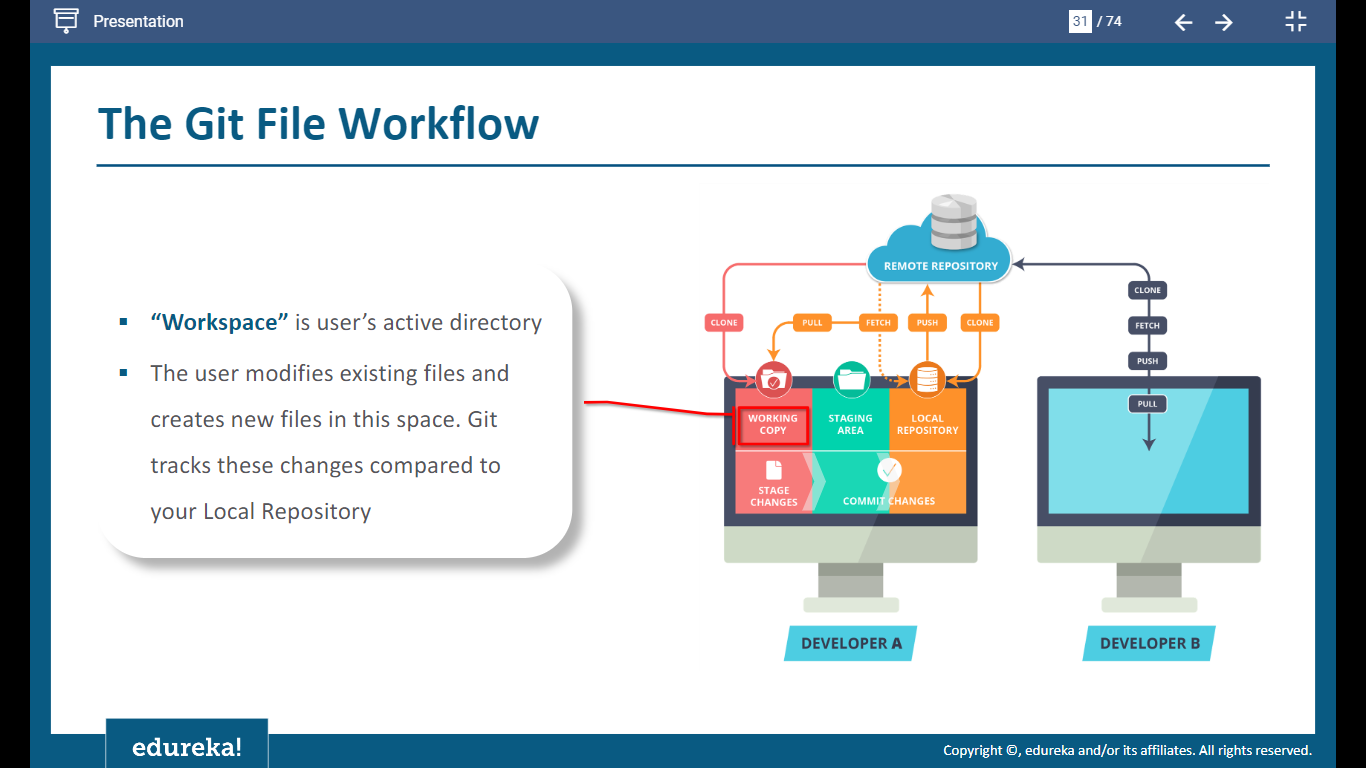 Presentation
31 / 74
The Git File Workflow
▪ “Workspace” is user’s active directory
▪ The user modifies existing files and
creates new files in this space. Git
tracks these changes compared to
your Local Repository
REMOTE REPOSITORY
CLONE
PULL
FETCH
PUSH
CLONE
WORKING
COPY
STAGING
AREA
LOCAL
REPOSITORY
STAGE
CHANGES
COMMIT CHANGES
DEVELOPER A
CLONE
FETCH
PUSH
PULL
DEVELOPER B
edureka!
Copyright ©, edureka and/or its affiliates. All rights reserved.